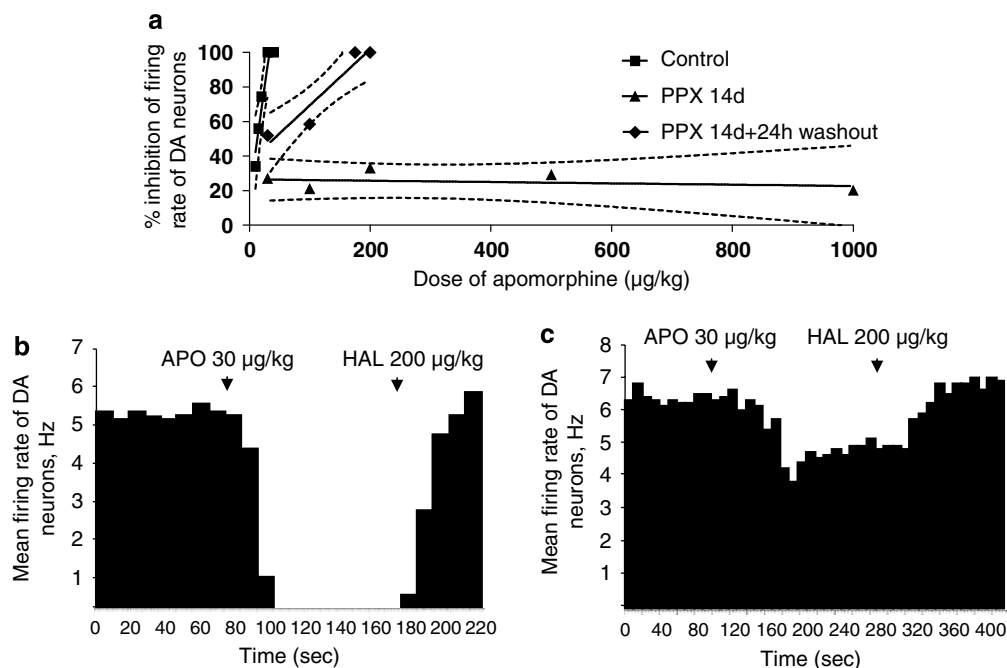 a
% inhibition of firing
rate of DA neurons
100
80
60
40
20
0
0 200 400 600 800 1000
Dose of apomorphine (µg/kg)
Control
PPX 14d
PPX 14d+24h washout
b
Mean firing rate of DA
neurons, Hz
7
6
5
4
3
2
1
APO 30 µg/kg HAL 200 µg/kg
0 20 40 60 80 100 120 140 160 180 200 220
Time (sec)
c
Mean firing rate of DA
neurons, Hz
8
7
6
5
4
3
2
1
APO 30 µg/kg HAL 200 µg/kg
0 40 80 120 160 200 240 280 320 360 400
Time (sec)